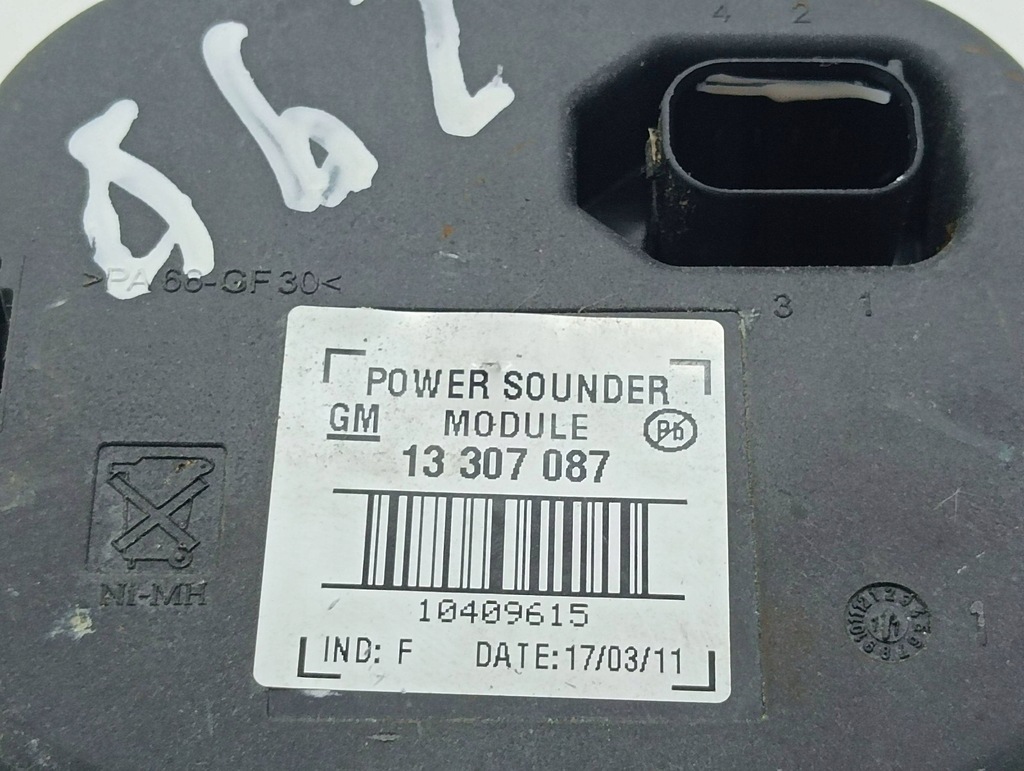 4 2
>PA 66-GF30<
3 1
POWER SOUNDER
GM MODULE Pb
13 307 087
10409615
IND: F DATE:17/03/11
NI-MH
1